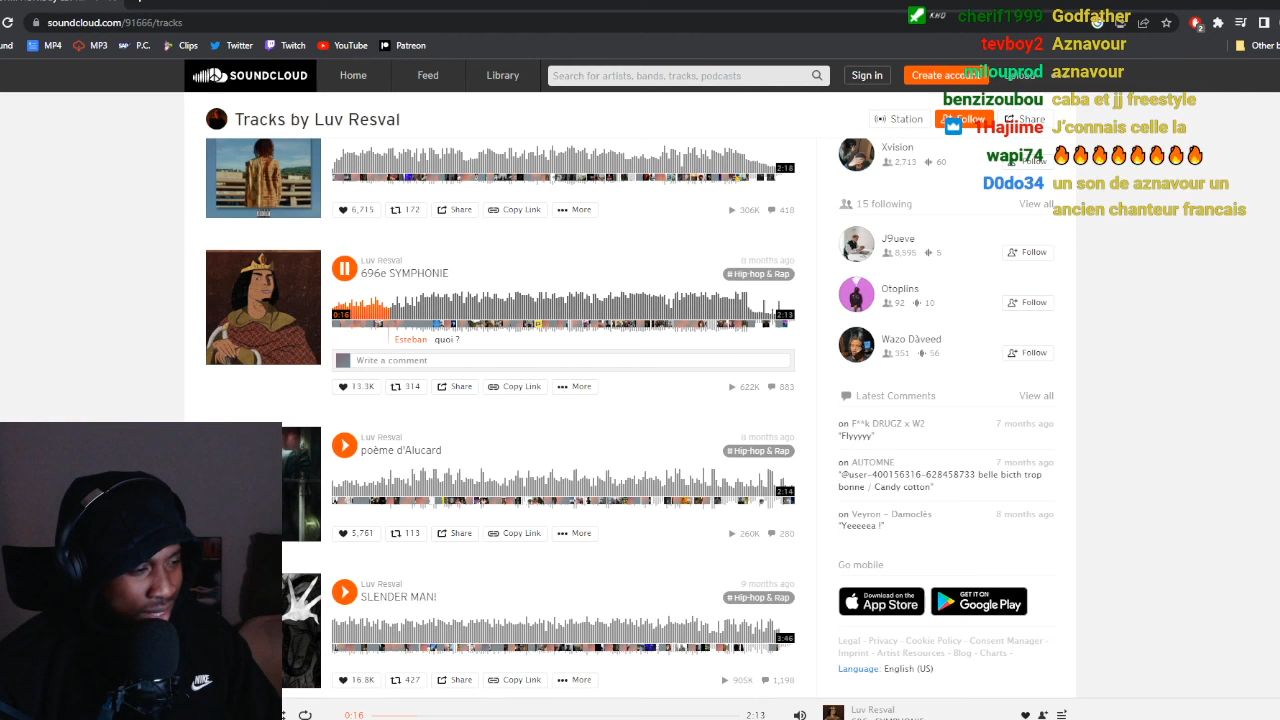 soundcloud.com/91666/tracks
KHD cherif1999 Godfather
tevboy2 Aznavour
milouprod aznavour
benzizoubou caba et jj freestyle
1Hajiime J'connais celle la
wapi74 🔥🔥🔥🔥🔥🔥🔥
D0do34 un son de aznavour un
ancien chanteur francais
und MP4 MP3 P.C. Clips Twitter Twitch YouTube Patreon Other b
SOUNDCLOUD Home Feed Library Search for artists, bands, tracks, podcasts Sign in Create account Upload
Tracks by Luv Resval Station Follow Share
2:18
6,715 172 Share Copy Link More 306K 418
Luv Resval 8 months ago
696e SYMPHONIE # Hip-hop & Rap
0:16 2:13
Esteban quoi ?
Write a comment
13.3K 314 Share Copy Link More 622K 883
Luv Resval 8 months ago
poème d'Alucard # Hip-hop & Rap
2:14
5,761 113 Share Copy Link More 260K 280
Luv Resval 9 months ago
SLENDER MAN! # Hip-hop & Rap
3:46
16.8K 427 Share Copy Link More 905K 1,198
Xvision
2,713 60 Follow
15 following View all
J9ueve
8,595 5 Follow
Otoplins
92 10 Follow
Wazo Dàveed
351 56 Follow
Latest Comments View all
on F**k DRUGZ x W2 7 months ago
"Flyyyyy"
on AUTOMNE 7 months ago
"@user-400156316-628458733 belle bicth trop
bonne / Candy cotton"
on Veyron - Damoclès 8 months ago
"Yeeeeea !"
Go mobile
Download on the App Store GET IT ON Google Play
Legal - Privacy - Cookie Policy - Consent Manager -
Imprint - Artist Resources - Blog - Charts -
Language: English (US)
0:16 2:13 Luv Resval